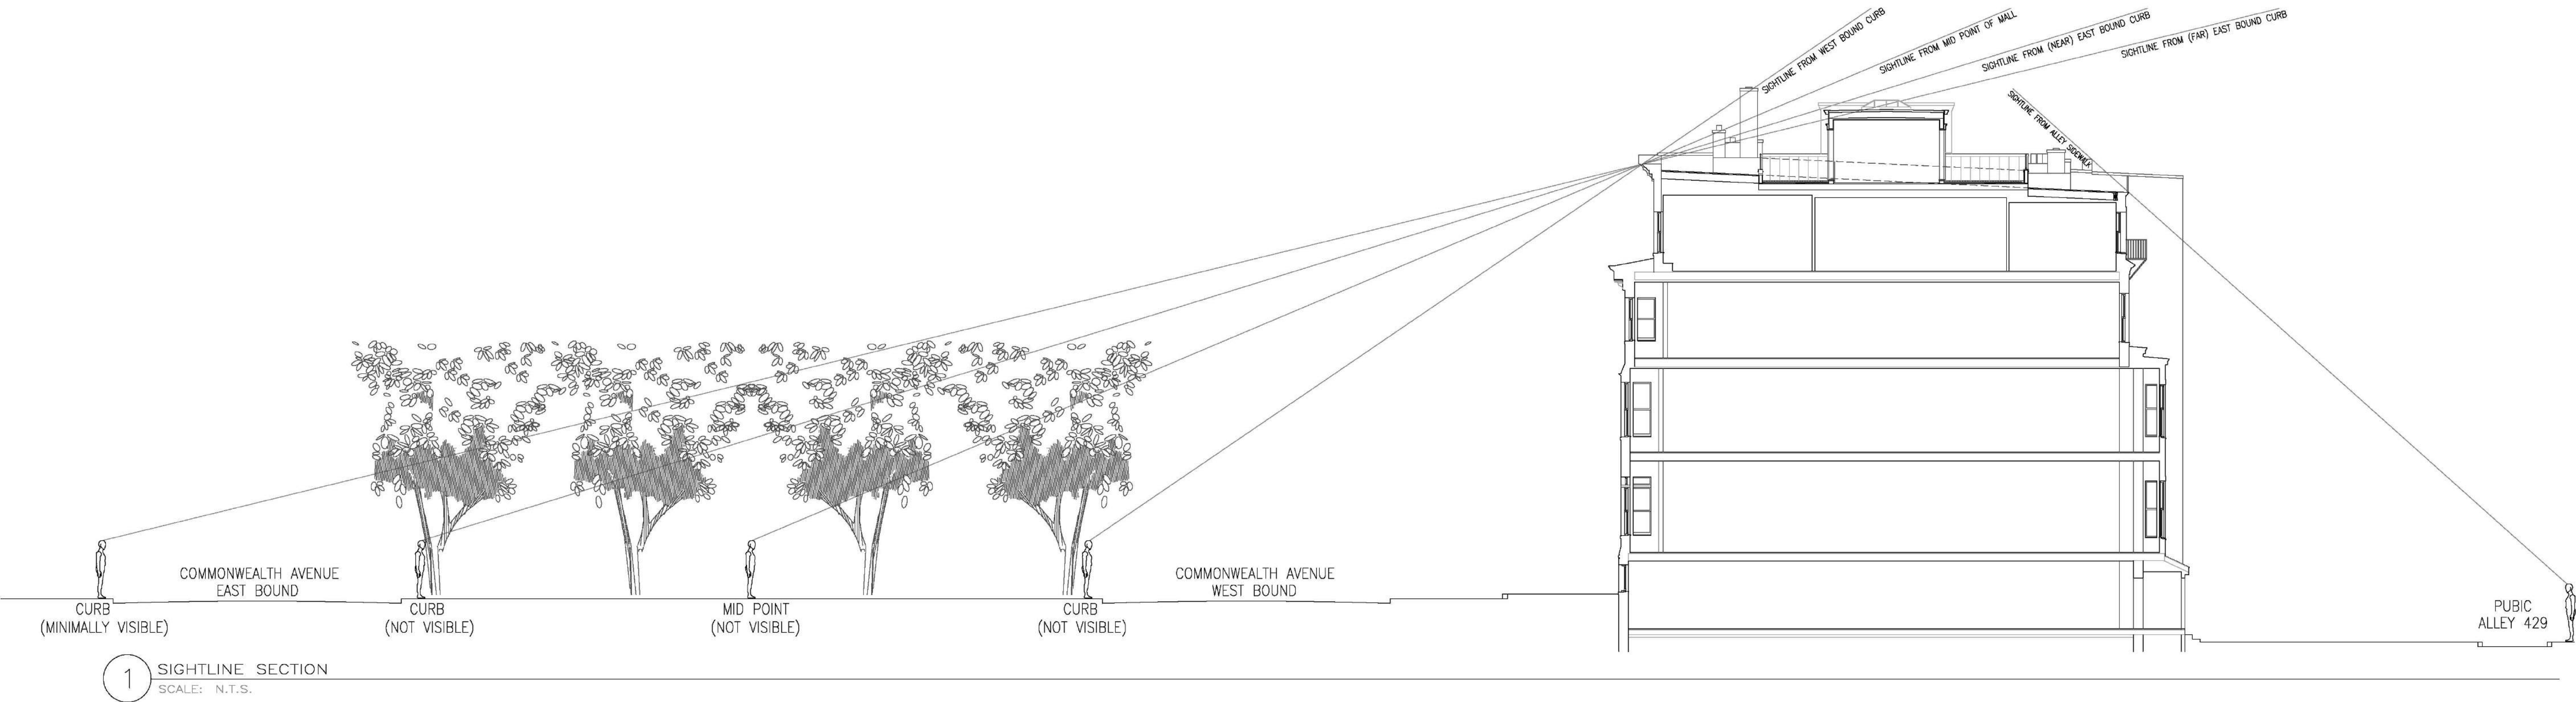 SIGHTLINE FROM WEST BOUND CURB
SIGHTLINE FROM MID POINT OF MALL
SIGHTLINE FROM (NEAR) EAST BOUND CURB
SIGHTLINE FROM (FAR) EAST BOUND CURB
SIGHTLINE FROM ALLEY SIDEWALK
COMMONWEALTH AVENUE
EAST BOUND
COMMONWEALTH AVENUE
WEST BOUND
CURB
(MINIMALLY VISIBLE)
CURB
(NOT VISIBLE)
MID POINT
(NOT VISIBLE)
CURB
(NOT VISIBLE)
PUBIC
ALLEY 429
1
SIGHTLINE SECTION
SCALE: N.T.S.